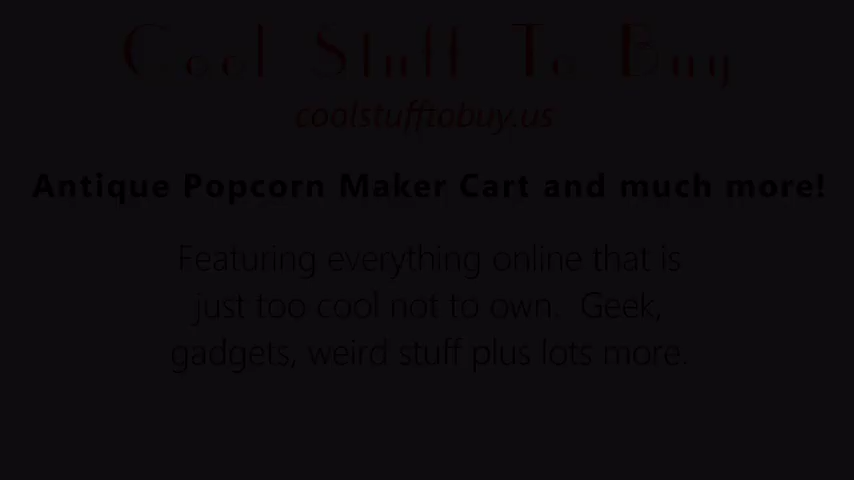 Cool Stuff To Buy
coolstufftobuy.us
Antique Popcorn Maker Cart and much more!
Featuring everything online that is
just too cool not to own. Geek,
gadgets, weird stuff plus lots more.